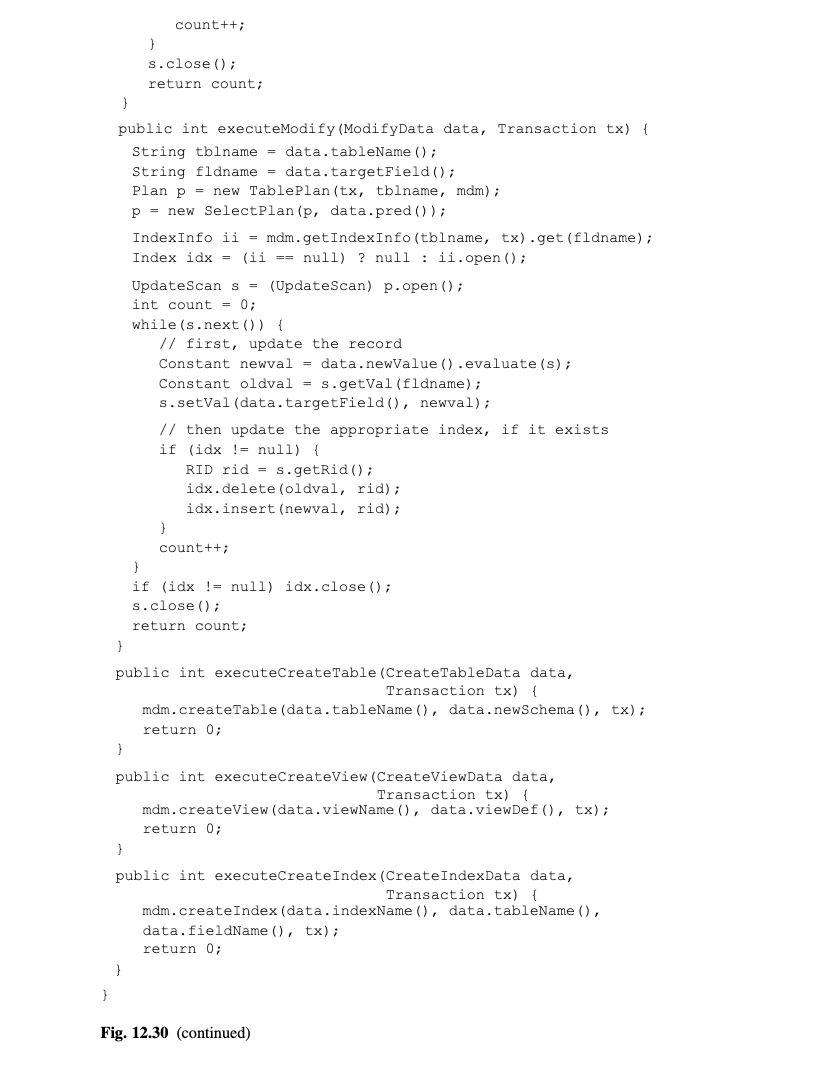 count++;
      }
      s.close();
      return count;
   }
   public int executeModify(ModifyData data, Transaction tx) {
    String tblname = data.tableName();
    String fldname = data.targetField();
    Plan p = new TablePlan(tx, tblname, mdm);
    p = new SelectPlan(p, data.pred());
    IndexInfo ii = mdm.getIndexInfo(tblname, tx).get(fldname);
    Index idx = (ii == null) ? null : ii.open();
    UpdateScan s = (UpdateScan) p.open();
    int count = 0;
    while(s.next()) {
       // first, update the record
       Constant newval = data.newValue().evaluate(s);
       Constant oldval = s.getVal(fldname);
       s.setVal(data.targetField(), newval);
       // then update the appropriate index, if it exists
       if (idx != null) {
          RID rid = s.getRid();
          idx.delete(oldval, rid);
          idx.insert(newval, rid);
       }
       count++;
    }
    if (idx != null) idx.close();
    s.close();
    return count;
   }
   public int executeCreateTable(CreateTableData data,
                                 Transaction tx) {
      mdm.createTable(data.tableName(), data.newSchema(), tx);
      return 0;
   }
   public int executeCreateView(CreateViewData data,
                                Transaction tx) {
      mdm.createView(data.viewName(), data.viewDef(), tx);
      return 0;
   }
   public int executeCreateIndex(CreateIndexData data,
                                 Transaction tx) {
      mdm.createIndex(data.indexName(), data.tableName(),
      data.fieldName(), tx);
      return 0;
   }
}
Fig. 12.30 (continued)